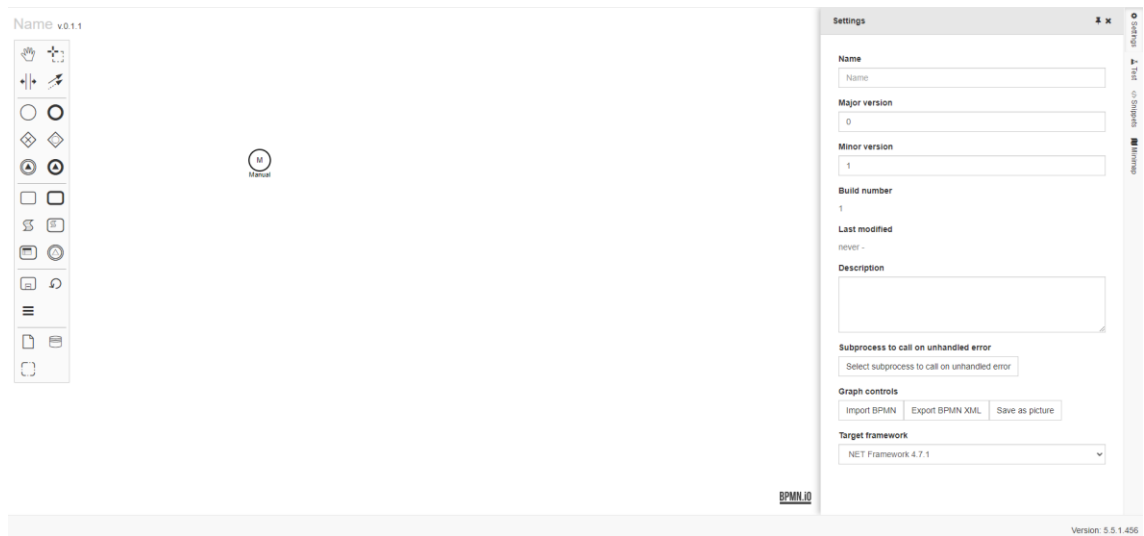 Name v.0.1.1
M
Manual
BPMN.iO
Settings
Name
Name
Major version
0
Minor version
1
Build number
1
Last modified
never -
Description
Subprocess to call on unhandled error
Select subprocess to call on unhandled error
Graph controls
Import BPMN Export BPMN XML Save as picture
Target framework
.NET Framework 4.7.1
Settings
Test
Snippets
Minimap
Version: 5.5.1.456